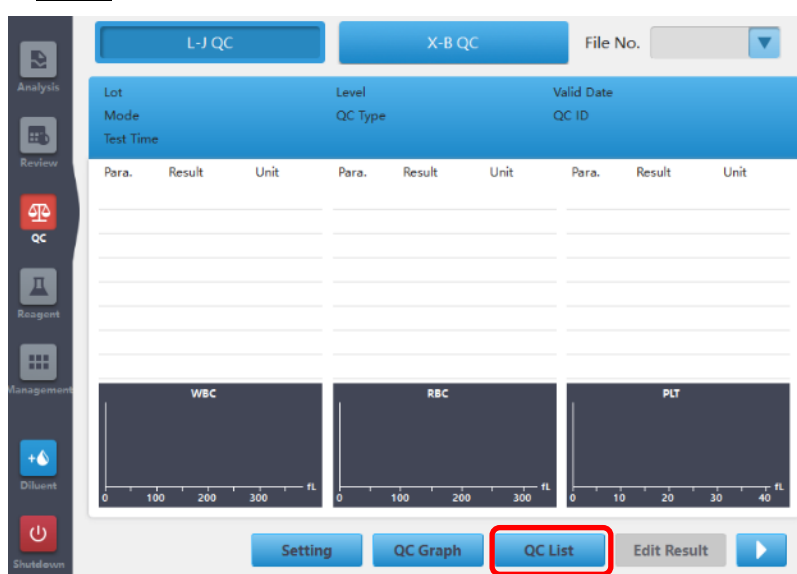 L-J QC
X-B QC
File No.
Analysis
Review
QC
Reagent
Management
+
Diluent
Shutdown
Lot Level Valid Date
Mode QC Type QC ID
Test Time
Para. Result Unit Para. Result Unit Para. Result Unit
WBC
0 100 200 300 fL
RBC
0 100 200 300 fL
PLT
0 10 20 30 40 fL
Setting QC Graph QC List Edit Result